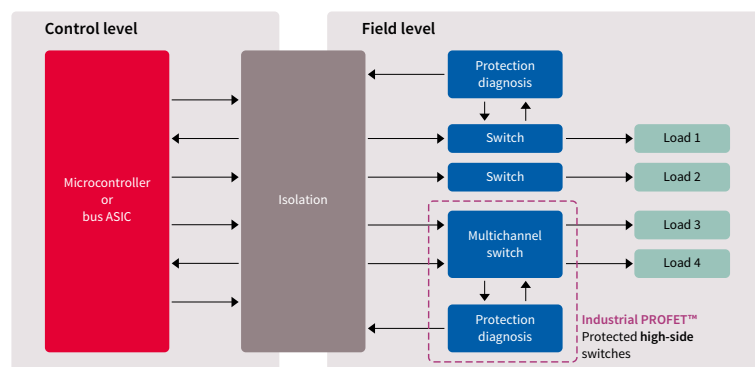 Control level
Field level
Microcontroller
or
bus ASIC
Isolation
Protection
diagnosis
Switch
Load 1
Switch
Load 2
Multichannel
switch
Load 3
Load 4
Protection
diagnosis
Industrial PROFET™
Protected high-side
switches